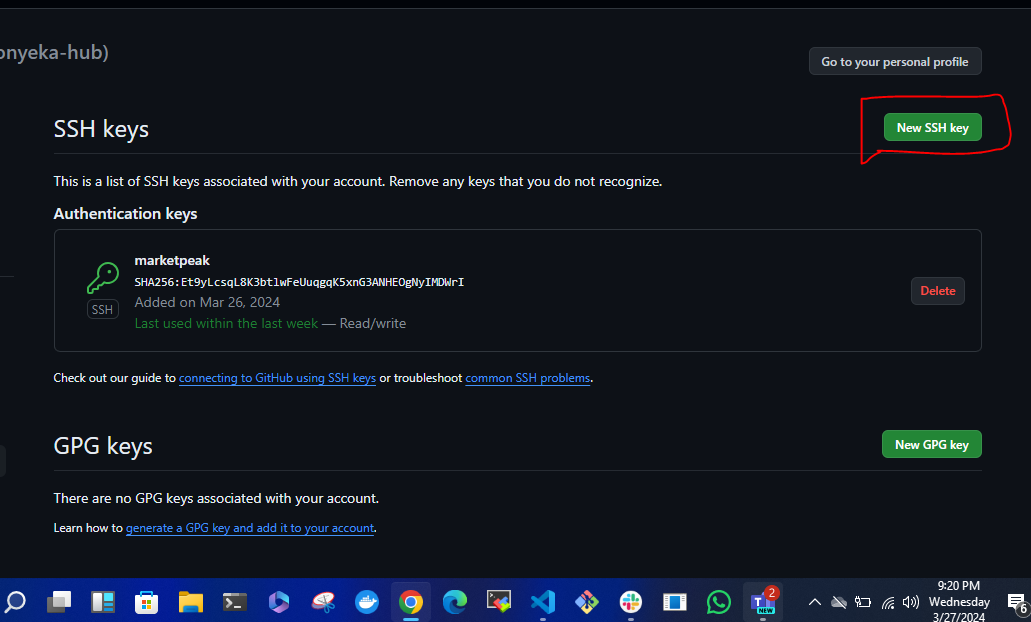 onyeka-hub)
Go to your personal profile
SSH keys
New SSH key
This is a list of SSH keys associated with your account. Remove any keys that you do not recognize.
Authentication keys
marketpeak
SHA256:Et9yLcsqL8K3btlwFeUuqgqK5xnG3ANHEOgNyIMDWrI
SSH
Added on Mar 26, 2024
Last used within the last week — Read/write
Delete
Check out our guide to connecting to GitHub using SSH keys or troubleshoot common SSH problems.
GPG keys
New GPG key
There are no GPG keys associated with your account.
Learn how to generate a GPG key and add it to your account.
T
NEW
2
9:20 PM
Wednesday
3/27/2024
6